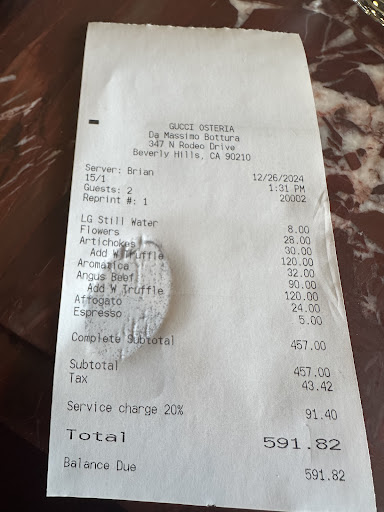 GUCCI OSTERIA
Da Massimo Bottura
347 N Rodeo Drive
Beverly Hills, CA 90210
Server: Brian 12/26/2024
15/1 1:31 PM
Guests: 2 20002
Reprint #: 1
LG Still Water 8.00
Flowers 28.00
Artichokes 30.00
Add W Truffle 120.00
Aromatica 32.00
Angus Beef 90.00
Add W Truffle 120.00
Affogato 24.00
Espresso 5.00
Complete Subtotal 457.00
Subtotal 457.00
Tax 43.42
Service charge 20% 91.40
Total 591.82
Balance Due 591.82